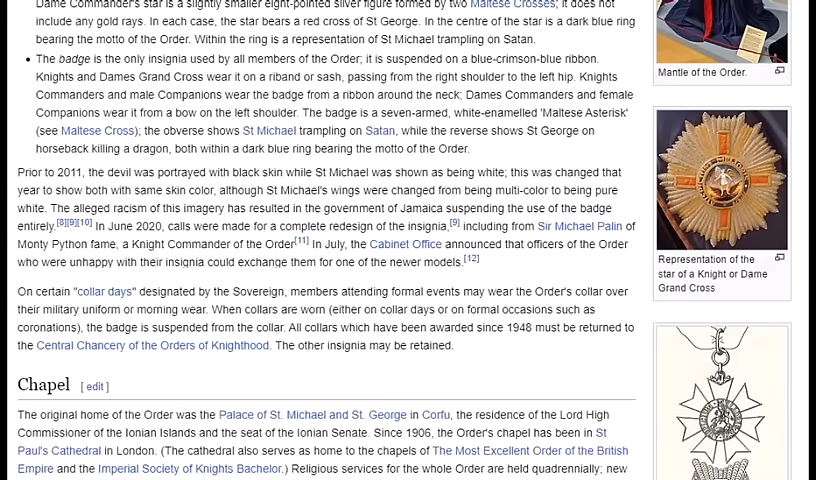 Dame Commander's star is a slightly smaller eight-pointed silver figure formed by two Maltese Crosses; it does not
include any gold rays. In each case, the star bears a red cross of St George. In the centre of the star is a dark blue ring
bearing the motto of the Order. Within the ring is a representation of St Michael trampling on Satan.
• The badge is the only insignia used by all members of the Order; it is suspended on a blue-crimson-blue ribbon.
Knights and Dames Grand Cross wear it on a riband or sash, passing from the right shoulder to the left hip. Knights
Commanders and male Companions wear the badge from a ribbon around the neck; Dames Commanders and female
Companions wear it from a bow on the left shoulder. The badge is a seven-armed, white-enamelled 'Maltese Asterisk'
(see Maltese Cross); the obverse shows St Michael trampling on Satan, while the reverse shows St George on
horseback killing a dragon, both within a dark blue ring bearing the motto of the Order.
Prior to 2011, the devil was portrayed with black skin while St Michael was shown as being white; this was changed that
year to show both with same skin color, although St Michael's wings were changed from being multi-color to being pure
white. The alleged racism of this imagery has resulted in the government of Jamaica suspending the use of the badge
entirely.[8][9][10] In June 2020, calls were made for a complete redesign of the insignia,[9] including from Sir Michael Palin of
Monty Python fame, a Knight Commander of the Order[11] In July, the Cabinet Office announced that officers of the Order
who were unhappy with their insignia could exchange them for one of the newer models.[12]
On certain "collar days" designated by the Sovereign, members attending formal events may wear the Order's collar over
their military uniform or morning wear. When collars are worn (either on collar days or on formal occasions such as
coronations), the badge is suspended from the collar. All collars which have been awarded since 1948 must be returned to
the Central Chancery of the Orders of Knighthood. The other insignia may be retained.
Chapel [ edit ]
The original home of the Order was the Palace of St. Michael and St. George in Corfu, the residence of the Lord High
Commissioner of the Ionian Islands and the seat of the Ionian Senate. Since 1906, the Order's chapel has been in St
Paul's Cathedral in London. (The cathedral also serves as home to the chapels of The Most Excellent Order of the British
Empire and the Imperial Society of Knights Bachelor.) Religious services for the whole Order are held quadrennially; new
Mantle of the Order.
Representation of the
star of a Knight or Dame
Grand Cross